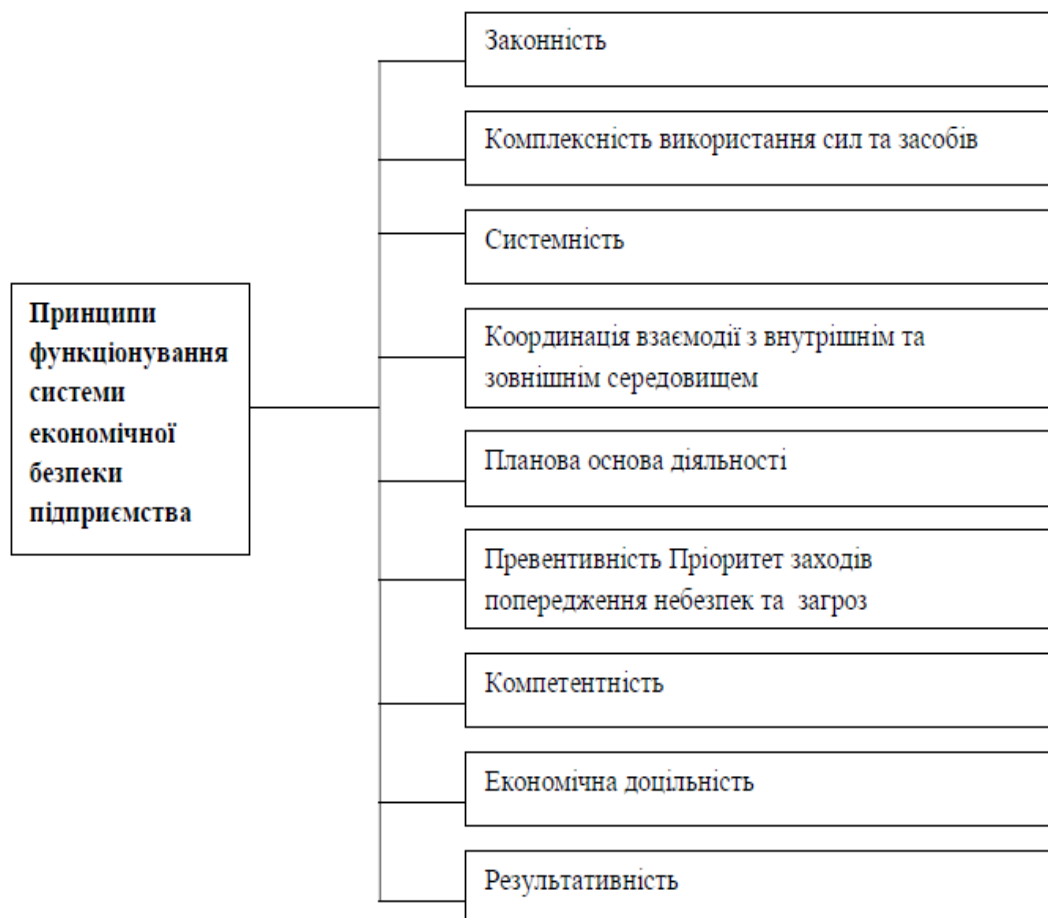 Принципи
функціонування
системи
економічної
безпеки
підприємства
Законність
Комплексність використання сил та засобів
Системність
Координація взаємодії з внутрішнім та
зовнішнім середовищем
Планова основа діяльності
Превентивність Пріоритет заходів
попередження небезпек та загроз
Компетентність
Економічна доцільність
Результативність